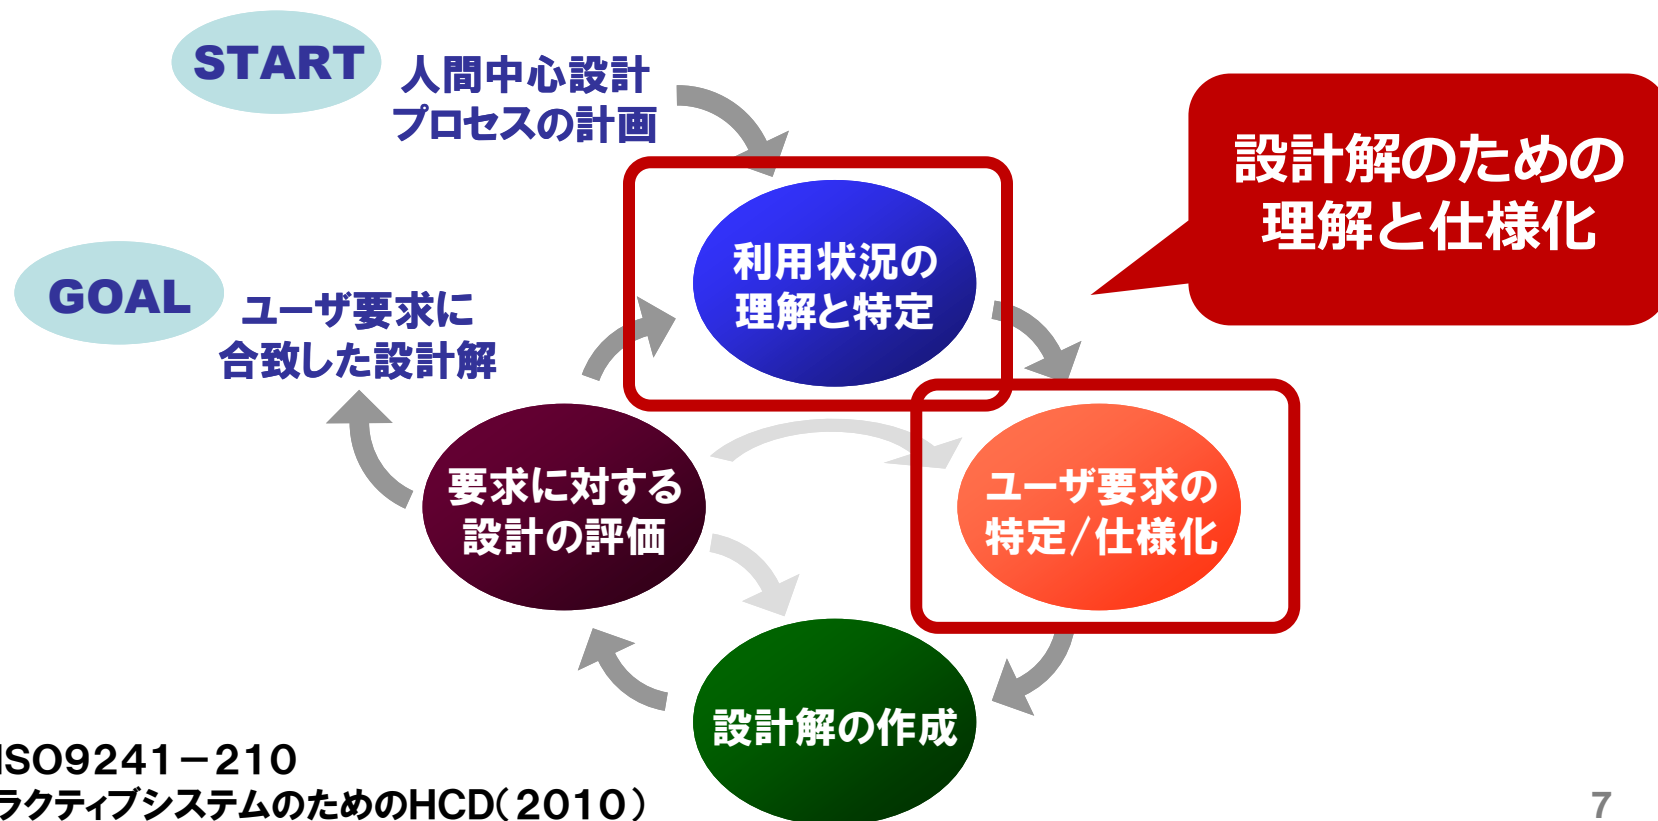 START
人間中心設計
プロセスの計画
設計解のための
理解と仕様化
利用状況の
理解と特定
GOAL
ユーザ要求に
合致した設計解
要求に対する
設計の評価
ユーザ要求の
特定/仕様化
設計解の作成
ISO9241-210
ラクティブシステムのためのHCD(2010)
7